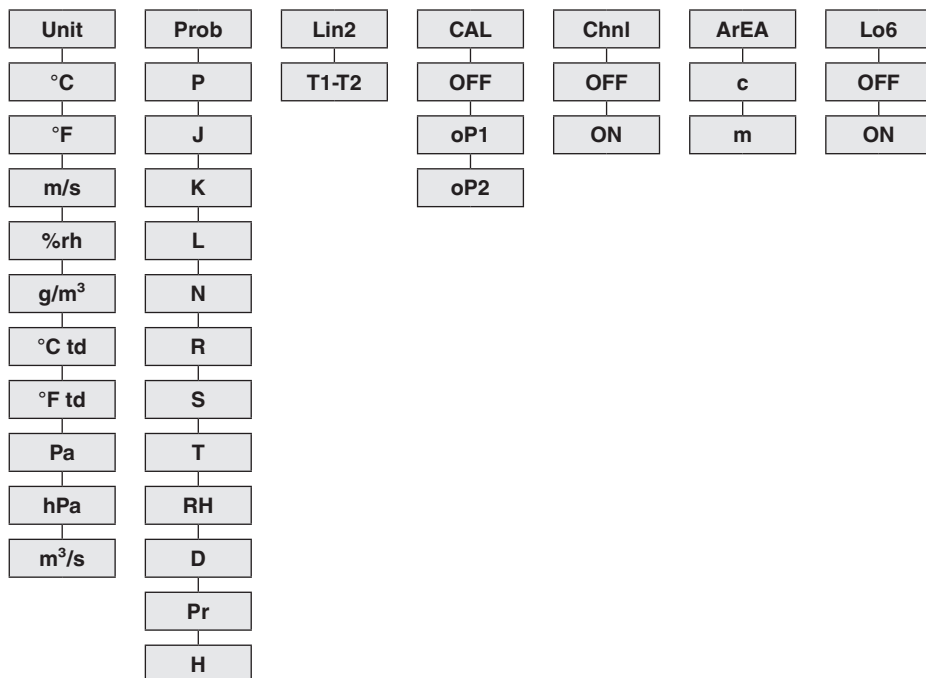 Unit Prob Lin2 CAL Chnl ArEA Lo6
°C P T1-T2 OFF OFF c OFF
°F J oP1 ON m ON
m/s K oP2
%rh L
g/m³ N
°C td R
°F td S
Pa T
hPa RH
m³/s D
Pr
H